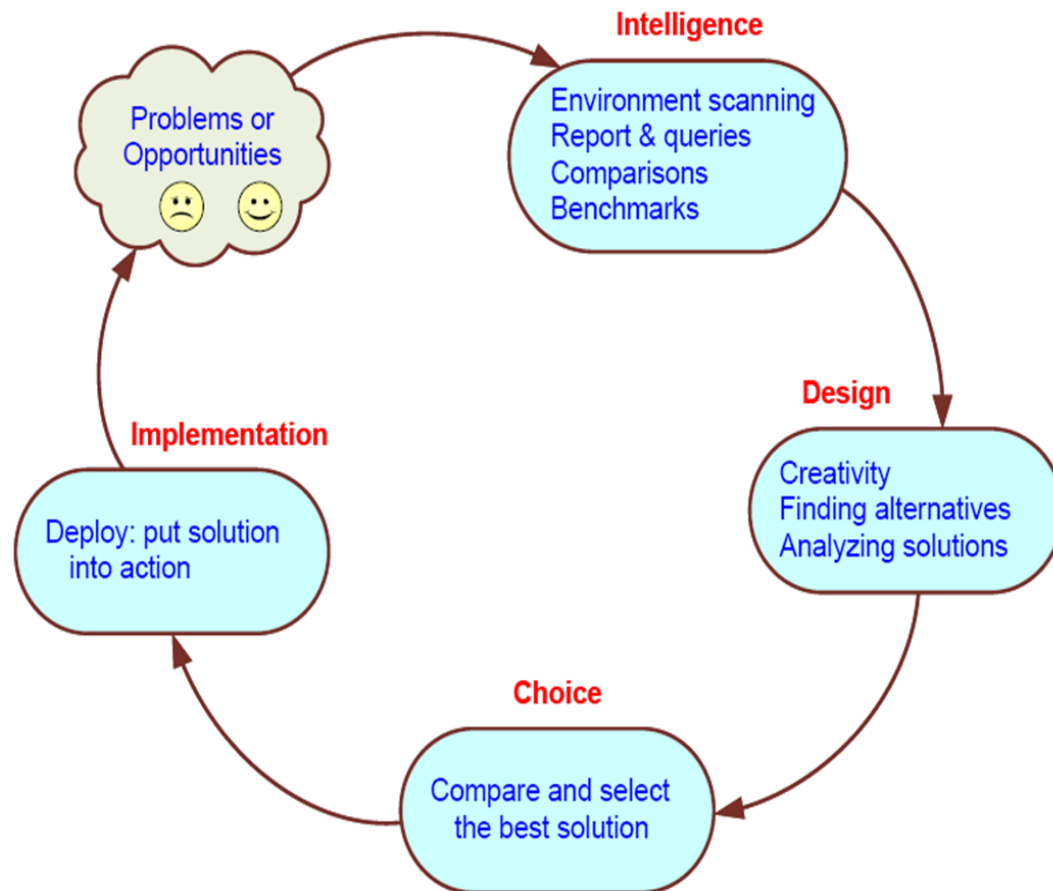 Problems or
Opportunities
Intelligence
Environment scanning
Report & queries
Comparisons
Benchmarks
Design
Creativity
Finding alternatives
Analyzing solutions
Choice
Compare and select
the best solution
Implementation
Deploy: put solution
into action